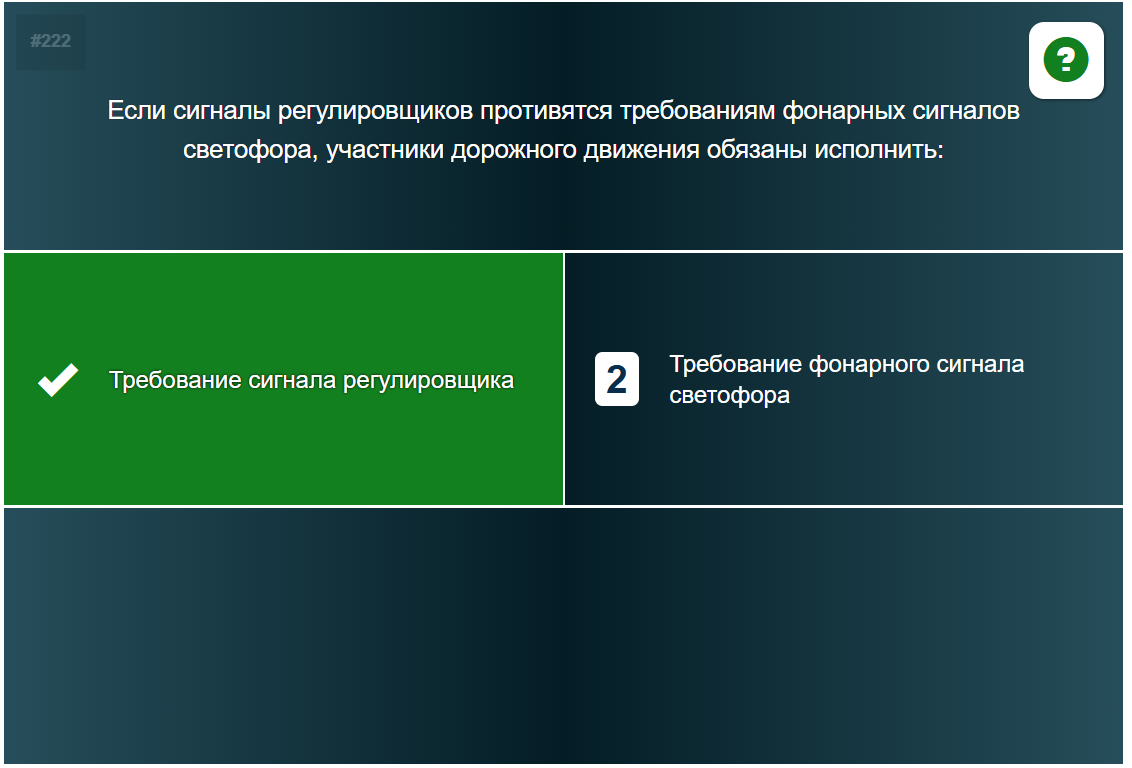 #222
?
Если сигналы регулировщиков противятся требованиям фонарных сигналов
светофора, участники дорожного движения обязаны исполнить:
Требование сигнала регулировщика
2
Требование фонарного сигнала
светофора